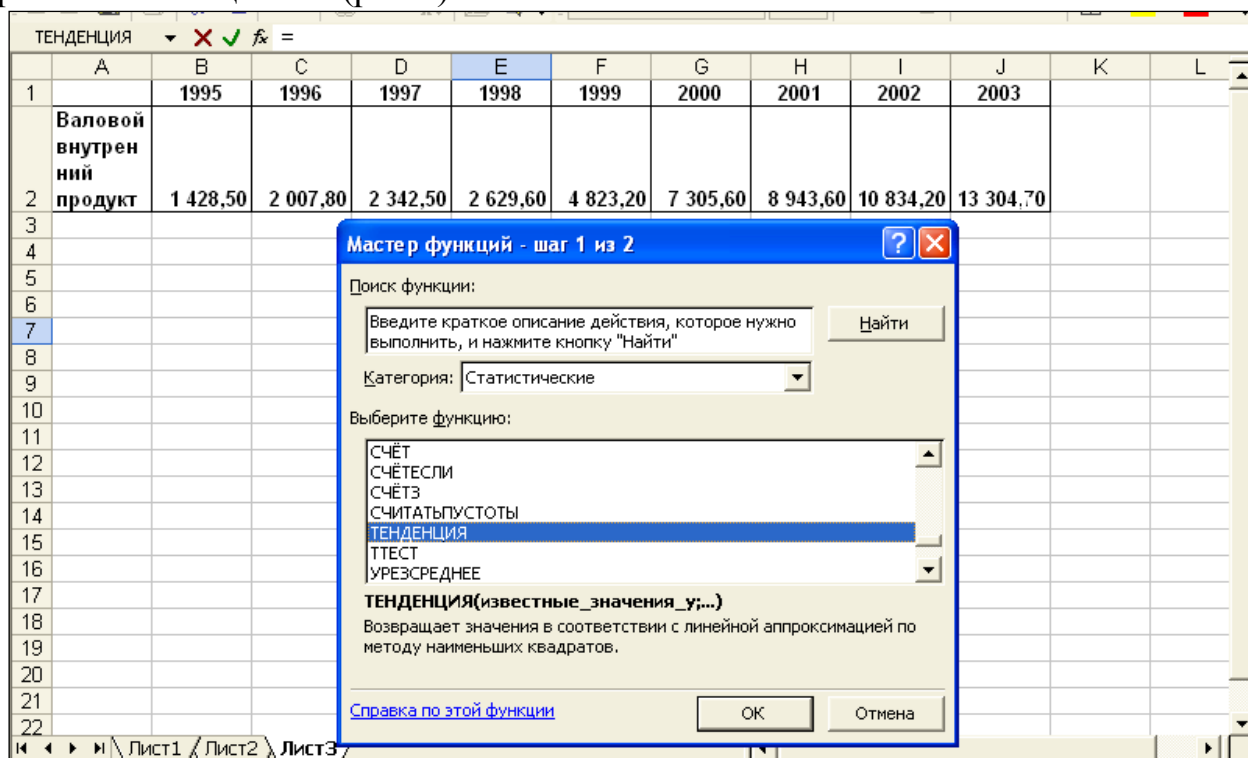 ТЕНДЕНЦИЯ fx =
A B C D E F G H I J K L
1 1995 1996 1997 1998 1999 2000 2001 2002 2003
Валовой
внутрен
ний
2 продукт 1 428,50 2 007,80 2 342,50 2 629,60 4 823,20 7 305,60 8 943,60 10 834,20 13 304,70
3
4
5
6
7
8
9
10
11
12
13
14
15
16
17
18
19
20
21
22
Мастер функций - шаг 1 из 2
Поиск функции:
Введите краткое описание действия, которое нужно
выполнить, и нажмите кнопку "Найти"
Найти
Категория: Статистические
Выберите функцию:
СЧЁТ
СЧЁТЕСЛИ
СЧЁТЗ
СЧИТАТЬПУСТОТЫ
ТЕНДЕНЦИЯ
ТТЕСТ
УРЕЗСРЕДНЕЕ
ТЕНДЕНЦИЯ(известные_значения_y;...)
Возвращает значения в соответствии с линейной аппроксимацией по
методу наименьших квадратов.
Справка по этой функции
ОК Отмена
Лист1 Лист2 Лист3